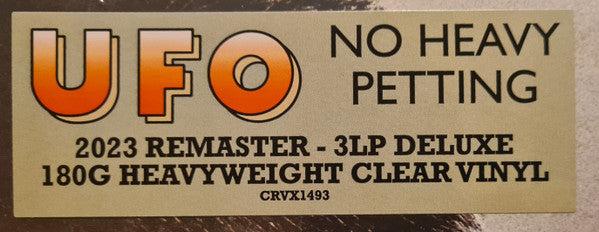 UFO
NO HEAVY
PETTING
2023 REMASTER - 3LP DELUXE
180G HEAVYWEIGHT CLEAR VINYL
CRVX1493